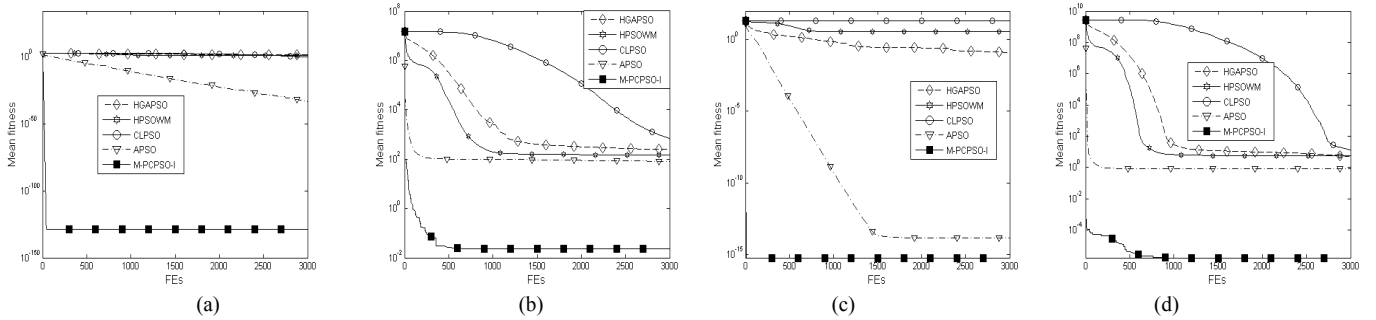 10^0
10^-50
10^-100
10^-150
Mean fitness
0 500 1000 1500 2000 2500 3000
FEs
HGAPSO
HPSOWM
CLPSO
APSO
M-PCPSO-I
(a)
10^8
10^6
10^4
10^2
10^0
10^-2
Mean fitness
0 500 1000 1500 2000 2500 3000
FEs
HGAPSO
HPSOWM
CLPSO
APSO
M-PCPSO-I
(b)
10^0
10^-5
10^-10
10^-15
Mean fitness
0 500 1000 1500 2000 2500 3000
FEs
HGAPSO
HPSOWM
CLPSO
APSO
M-PCPSO-I
(c)
10^10
10^8
10^6
10^4
10^2
10^0
10^-2
10^-4
Mean fitness
0 500 1000 1500 2000 2500 3000
FEs
HGAPSO
HPSOWM
CLPSO
APSO
M-PCPSO-I
(d)